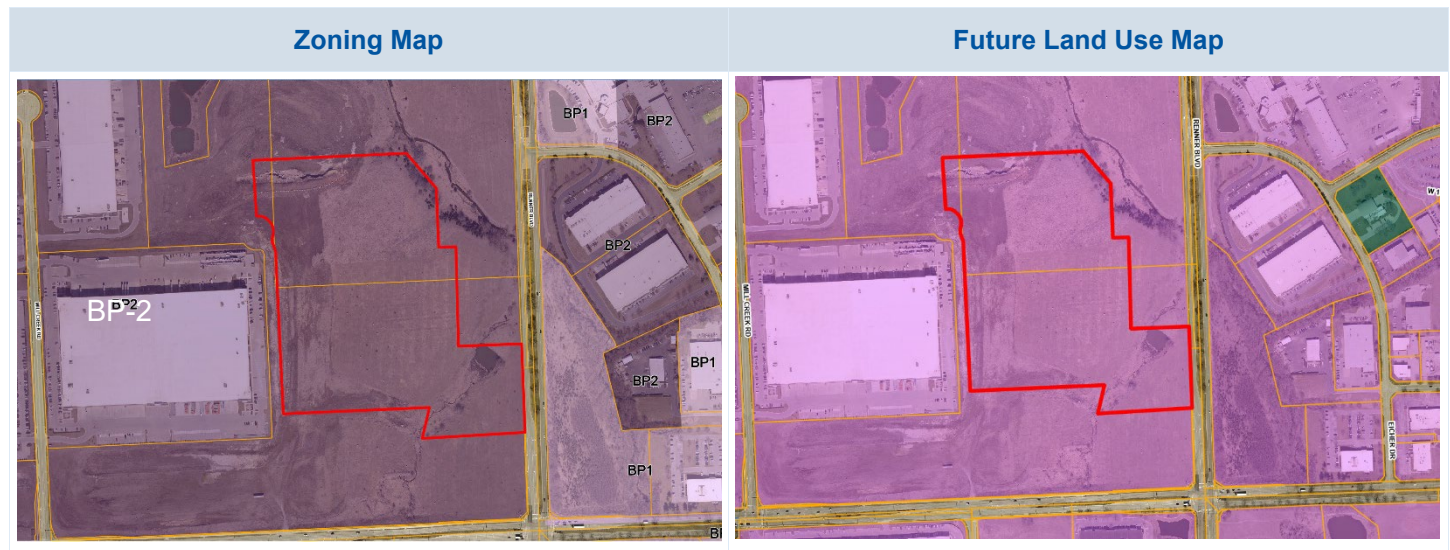 Zoning Map
Future Land Use Map
BP1
BP2
BP2
BP2
BP-2
BP2
BP1
BP1
RENNER BLVD
MILL CREEK RD
EICHER DR